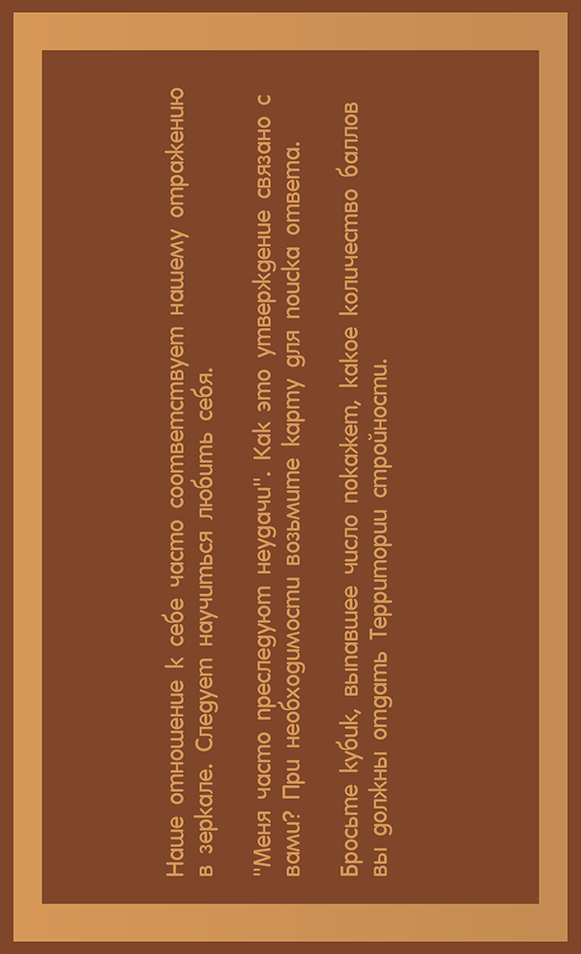 Наше отношение к себе часто соответствует нашему отражению
в зеркале. Следует научиться любить себя.
"Меня часто преследуют неудачи". Как это утверждение связано с
вами? При необходимости возьмите карту для поиска ответа.
Бросьте кубик, выпавшее число покажет, какое количество баллов
вы должны отдать Территории стройности.